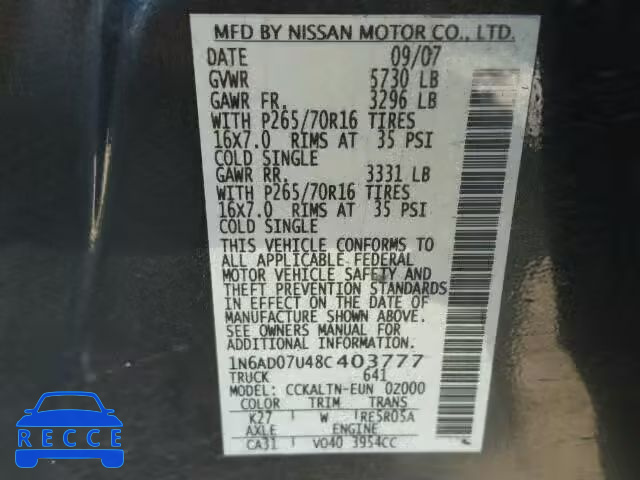 MFD BY NISSAN MOTOR CO., LTD.
DATE 09/07
GVWR 5730 LB
GAWR FR. 3296 LB
WITH P265/70R16 TIRES
16X7.0 RIMS AT 35 PSI
COLD SINGLE
GAWR RR. 3331 LB
WITH P265/70R16 TIRES
16X7.0 RIMS AT 35 PSI
COLD SINGLE
THIS VEHICLE CONFORMS TO
ALL APPLICABLE FEDERAL
MOTOR VEHICLE SAFETY AND
THEFT PREVENTION STANDARDS
IN EFFECT ON THE DATE OF
MANUFACTURE SHOWN ABOVE.
SEE OWNERS MANUAL FOR
ADDITIONAL INFORMATION.
1N6AD07U48C403777
TRUCK 641
MODEL: CCKALTN-EUN 0Z000
COLOR TRIM TRANS
K27 W RE5R05A
AXLE ENGINE
CA31 VQ40 3954CC
RECCE